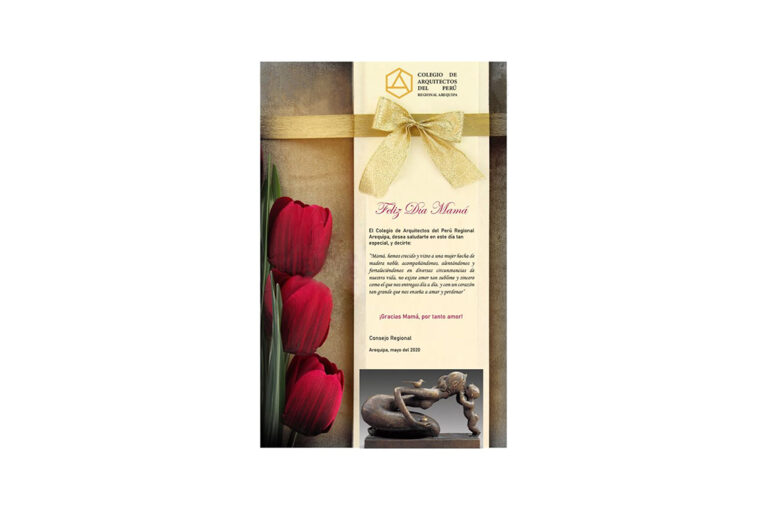 COLEGIO DE
ARQUITECTOS
DEL PERÚ
REGIONAL AREQUIPA
Feliz Día Mamá
El Colegio de Arquitectos del Perú Regional
Arequipa, desea saludarte en este día tan
especial, y decirte:
"Mamá, hemos crecido y visto a una mujer hecha de
madera noble, acompañándonos, alentándonos y
fortaleciéndonos en diversas circunstancias de
nuestra vida, no existe amor tan sublime y sincero
como el que nos entregas día a día, y con un corazón
tan grande que nos enseña a amar y perdonar"
¡Gracias Mamá, por tanto amor!
Consejo Regional
Arequipa, mayo del 2020